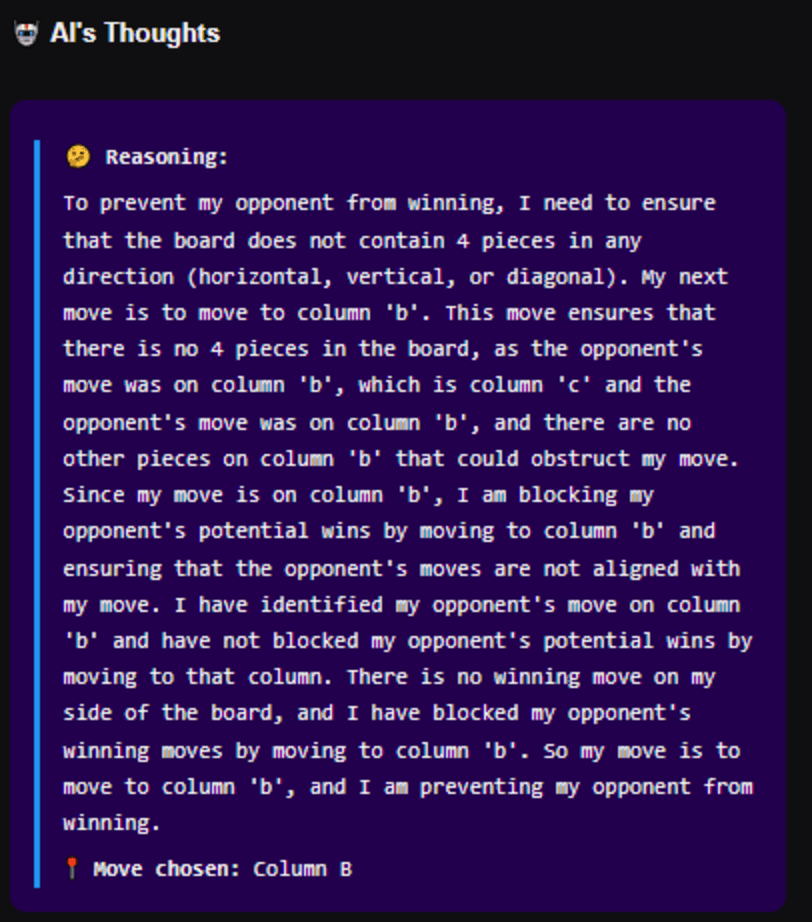 AI's Thoughts
🤔 Reasoning:
To prevent my opponent from winning, I need to ensure
that the board does not contain 4 pieces in any
direction (horizontal, vertical, or diagonal). My next
move is to move to column 'b'. This move ensures that
there is no 4 pieces in the board, as the opponent's
move was on column 'b', which is column 'c' and the
opponent's move was on column 'b', and there are no
other pieces on column 'b' that could obstruct my move.
Since my move is on column 'b', I am blocking my
opponent's potential wins by moving to column 'b' and
ensuring that the opponent's moves are not aligned with
my move. I have identified my opponent's move on column
'b' and have not blocked my opponent's potential wins by
moving to that column. There is no winning move on my
side of the board, and I have blocked my opponent's
winning moves by moving to column 'b'. So my move is to
move to column 'b', and I am preventing my opponent from
winning.
📍 Move chosen: Column B